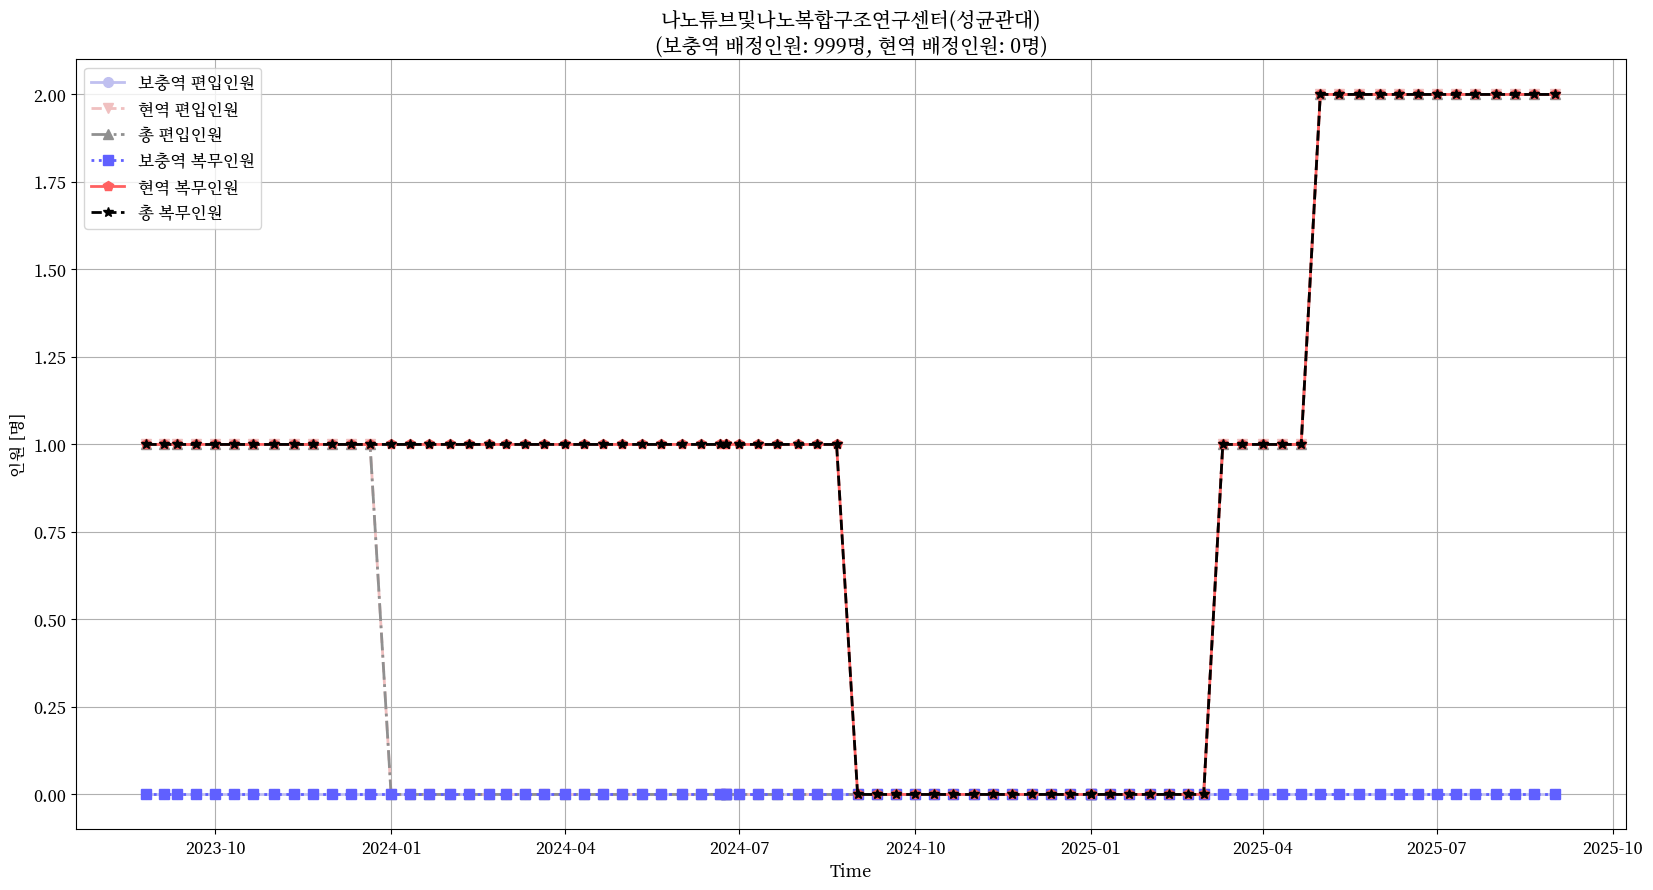 나노튜브및나노복합구조연구센터(성균관대)
(보충역 배정인원: 999명, 현역 배정인원: 0명)
보충역 편입인원
현역 편입인원
총 편입인원
보충역 복무인원
현역 복무인원
총 복무인원
2.00
1.75
1.50
1.25
1.00
0.75
0.50
0.25
0.00
인원 [명]
2023-10 2024-01 2024-04 2024-07 2024-10 2025-01 2025-04 2025-07 2025-10
Time